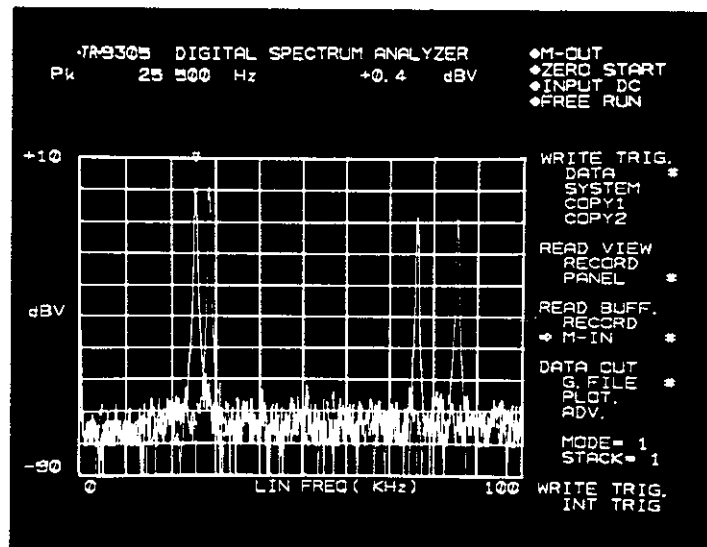 TR9305 DIGITAL SPECTRUM ANALYZER
Pk 25 500 Hz +0.4 dBV
◆M-OUT
◆ZERO START
◆INPUT DC
◆FREE RUN
+10
dBV
-90
0 LIN FREQ( KHz) 100
WRITE TRIG.
DATA *
SYSTEM
COPY1
COPY2
READ VIEW
RECORD
PANEL *
READ BUFF.
RECORD
➩ M-IN *
DATA OUT
G.FILE *
PLOT.
ADV.
MODE= 1
STACK= 1
WRITE TRIG.
INT TRIG